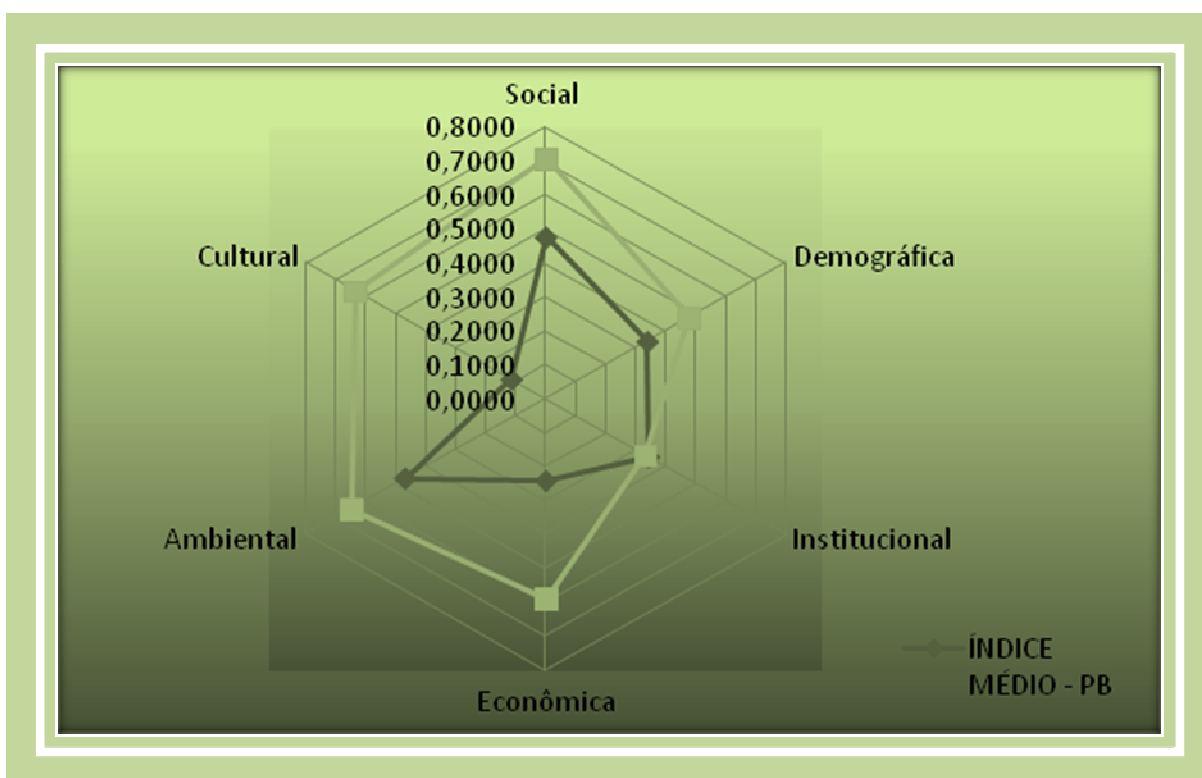 Social
0,8000
0,7000
0,6000
0,5000
0,4000
0,3000
0,2000
0,1000
0,0000
Cultural
Demográfica
Ambiental
Institucional
Econômica
ÍNDICE
MÉDIO - PB